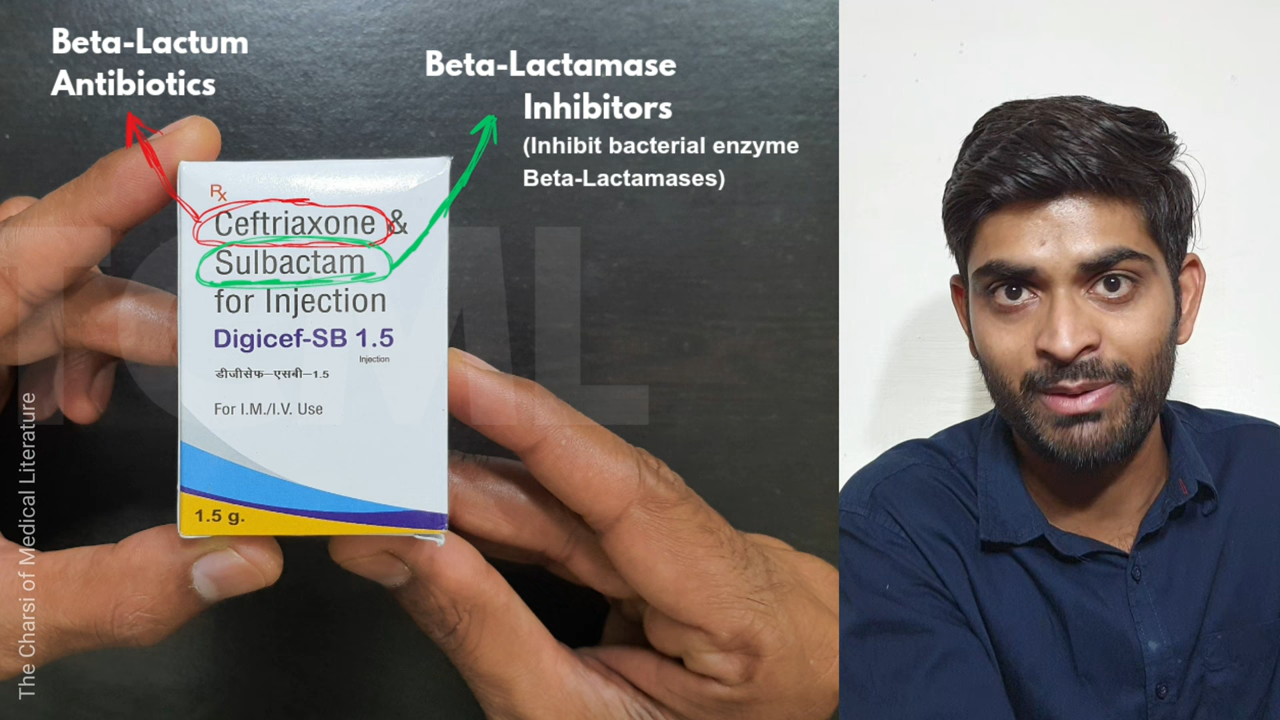 Beta-Lactum
Antibiotics
Beta-Lactamase
Inhibitors
(Inhibit bacterial enzyme
Beta-Lactamases)
Rx
Ceftriaxone &
Sulbactam
for Injection
Digicef-SB 1.5
Injection
डीजीसेफ–एसबी–1.5
For I.M./I.V. Use
1.5 g.
The Charsi of Medical Literature
TCOML